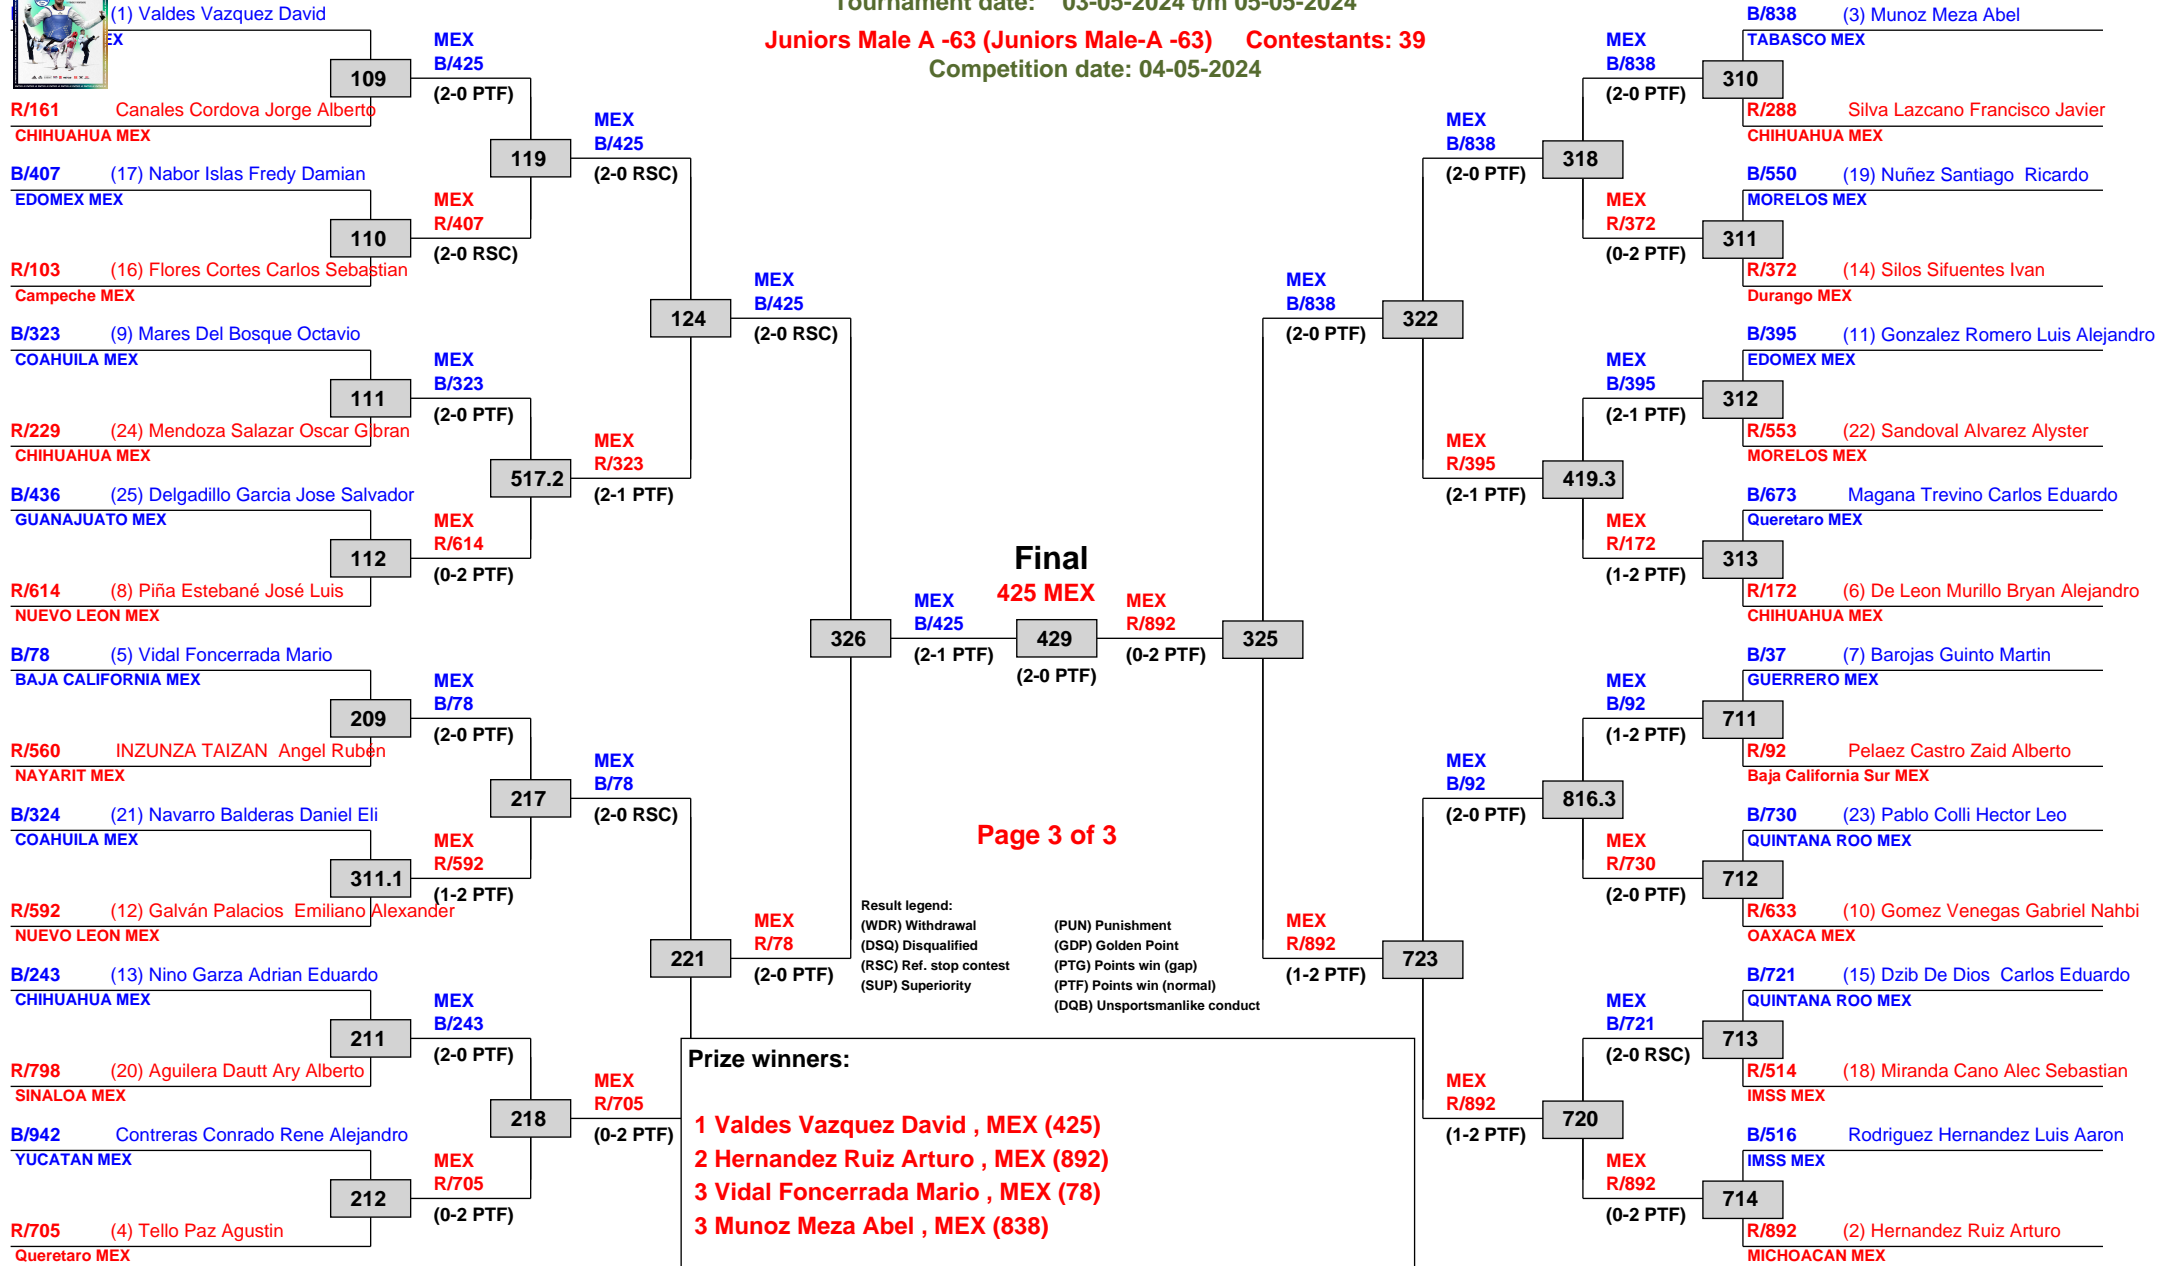 Tournament date: 03-05-2024 t/m 05-05-2024
Juniors Male A -63 (Juniors Male-A -63) Contestants: 39
Competition date: 04-05-2024
(1) Valdes Vazquez David
R/161 Canales Cordova Jorge Alberto
CHIHUAHUA MEX
B/407 (17) Nabor Islas Fredy Damian
EDOMEX MEX
R/103 (16) Flores Cortes Carlos Sebastian
Campeche MEX
B/323 (9) Mares Del Bosque Octavio
COAHUILA MEX
R/229 (24) Mendoza Salazar Oscar Gibran
CHIHUAHUA MEX
B/436 (25) Delgadillo Garcia Jose Salvador
GUANAJUATO MEX
R/614 (8) Piña Estebané José Luis
NUEVO LEON MEX
B/78 (5) Vidal Foncerrada Mario
BAJA CALIFORNIA MEX
R/560 INZUNZA TAIZAN Angel Rubén
NAYARIT MEX
B/324 (21) Navarro Balderas Daniel Eli
COAHUILA MEX
R/592 (12) Galván Palacios Emiliano Alexander
NUEVO LEON MEX
B/243 (13) Nino Garza Adrian Eduardo
CHIHUAHUA MEX
R/798 (20) Aguilera Dautt Ary Alberto
SINALOA MEX
B/942 Contreras Conrado Rene Alejandro
YUCATAN MEX
R/705 (4) Tello Paz Agustin
Queretaro MEX
109
110
111
112
209
311.1
211
212
MEX
B/425
(2-0 PTF)
MEX
R/407
(2-0 RSC)
MEX
B/323
(2-0 PTF)
MEX
R/614
(0-2 PTF)
MEX
B/78
(2-0 PTF)
MEX
R/592
(1-2 PTF)
MEX
B/243
(2-0 PTF)
MEX
R/705
(0-2 PTF)
119
517.2
217
218
MEX
B/425
(2-0 RSC)
MEX
R/323
(2-1 PTF)
MEX
B/78
(2-0 RSC)
MEX
R/705
(0-2 PTF)
124
221
MEX
B/425
(2-0 RSC)
MEX
R/78
(2-0 PTF)
326
MEX
B/425
(2-1 PTF)
Final
425 MEX
429
(2-0 PTF)
MEX
R/892
(0-2 PTF)
325
Page 3 of 3
Result legend:
(WDR) Withdrawal
(DSQ) Disqualified
(RSC) Ref. stop contest
(SUP) Superiority
(PUN) Punishment
(GDP) Golden Point
(PTG) Points win (gap)
(PTF) Points win (normal)
(DQB) Unsportsmanlike conduct
MEX
B/838
(2-0 PTF)
MEX
R/892
(1-2 PTF)
322
723
MEX
B/838
(2-0 PTF)
MEX
R/395
(2-1 PTF)
MEX
B/92
(2-0 PTF)
MEX
R/892
(1-2 PTF)
318
419.3
816.3
720
MEX
B/838
(2-0 PTF)
MEX
R/372
(0-2 PTF)
MEX
B/395
(2-1 PTF)
MEX
R/172
(1-2 PTF)
MEX
B/92
(1-2 PTF)
MEX
R/730
(2-0 PTF)
MEX
B/721
(2-0 RSC)
MEX
R/892
(0-2 PTF)
310
311
312
313
711
712
713
714
B/838 (3) Munoz Meza Abel
TABASCO MEX
R/288 Silva Lazcano Francisco Javier
CHIHUAHUA MEX
B/550 (19) Nuñez Santiago Ricardo
MORELOS MEX
R/372 (14) Silos Sifuentes Ivan
Durango MEX
B/395 (11) Gonzalez Romero Luis Alejandro
EDOMEX MEX
R/553 (22) Sandoval Alvarez Alyster
MORELOS MEX
B/673 Magana Trevino Carlos Eduardo
Queretaro MEX
R/172 (6) De Leon Murillo Bryan Alejandro
CHIHUAHUA MEX
B/37 (7) Barojas Guinto Martin
GUERRERO MEX
R/92 Pelaez Castro Zaid Alberto
Baja California Sur MEX
B/730 (23) Pablo Colli Hector Leo
QUINTANA ROO MEX
R/633 (10) Gomez Venegas Gabriel Nahbi
OAXACA MEX
B/721 (15) Dzib De Dios Carlos Eduardo
QUINTANA ROO MEX
R/514 (18) Miranda Cano Alec Sebastian
IMSS MEX
B/516 Rodriguez Hernandez Luis Aaron
IMSS MEX
R/892 (2) Hernandez Ruiz Arturo
MICHOACAN MEX
Prize winners:
1 Valdes Vazquez David , MEX (425)
2 Hernandez Ruiz Arturo , MEX (892)
3 Vidal Foncerrada Mario , MEX (78)
3 Munoz Meza Abel , MEX (838)